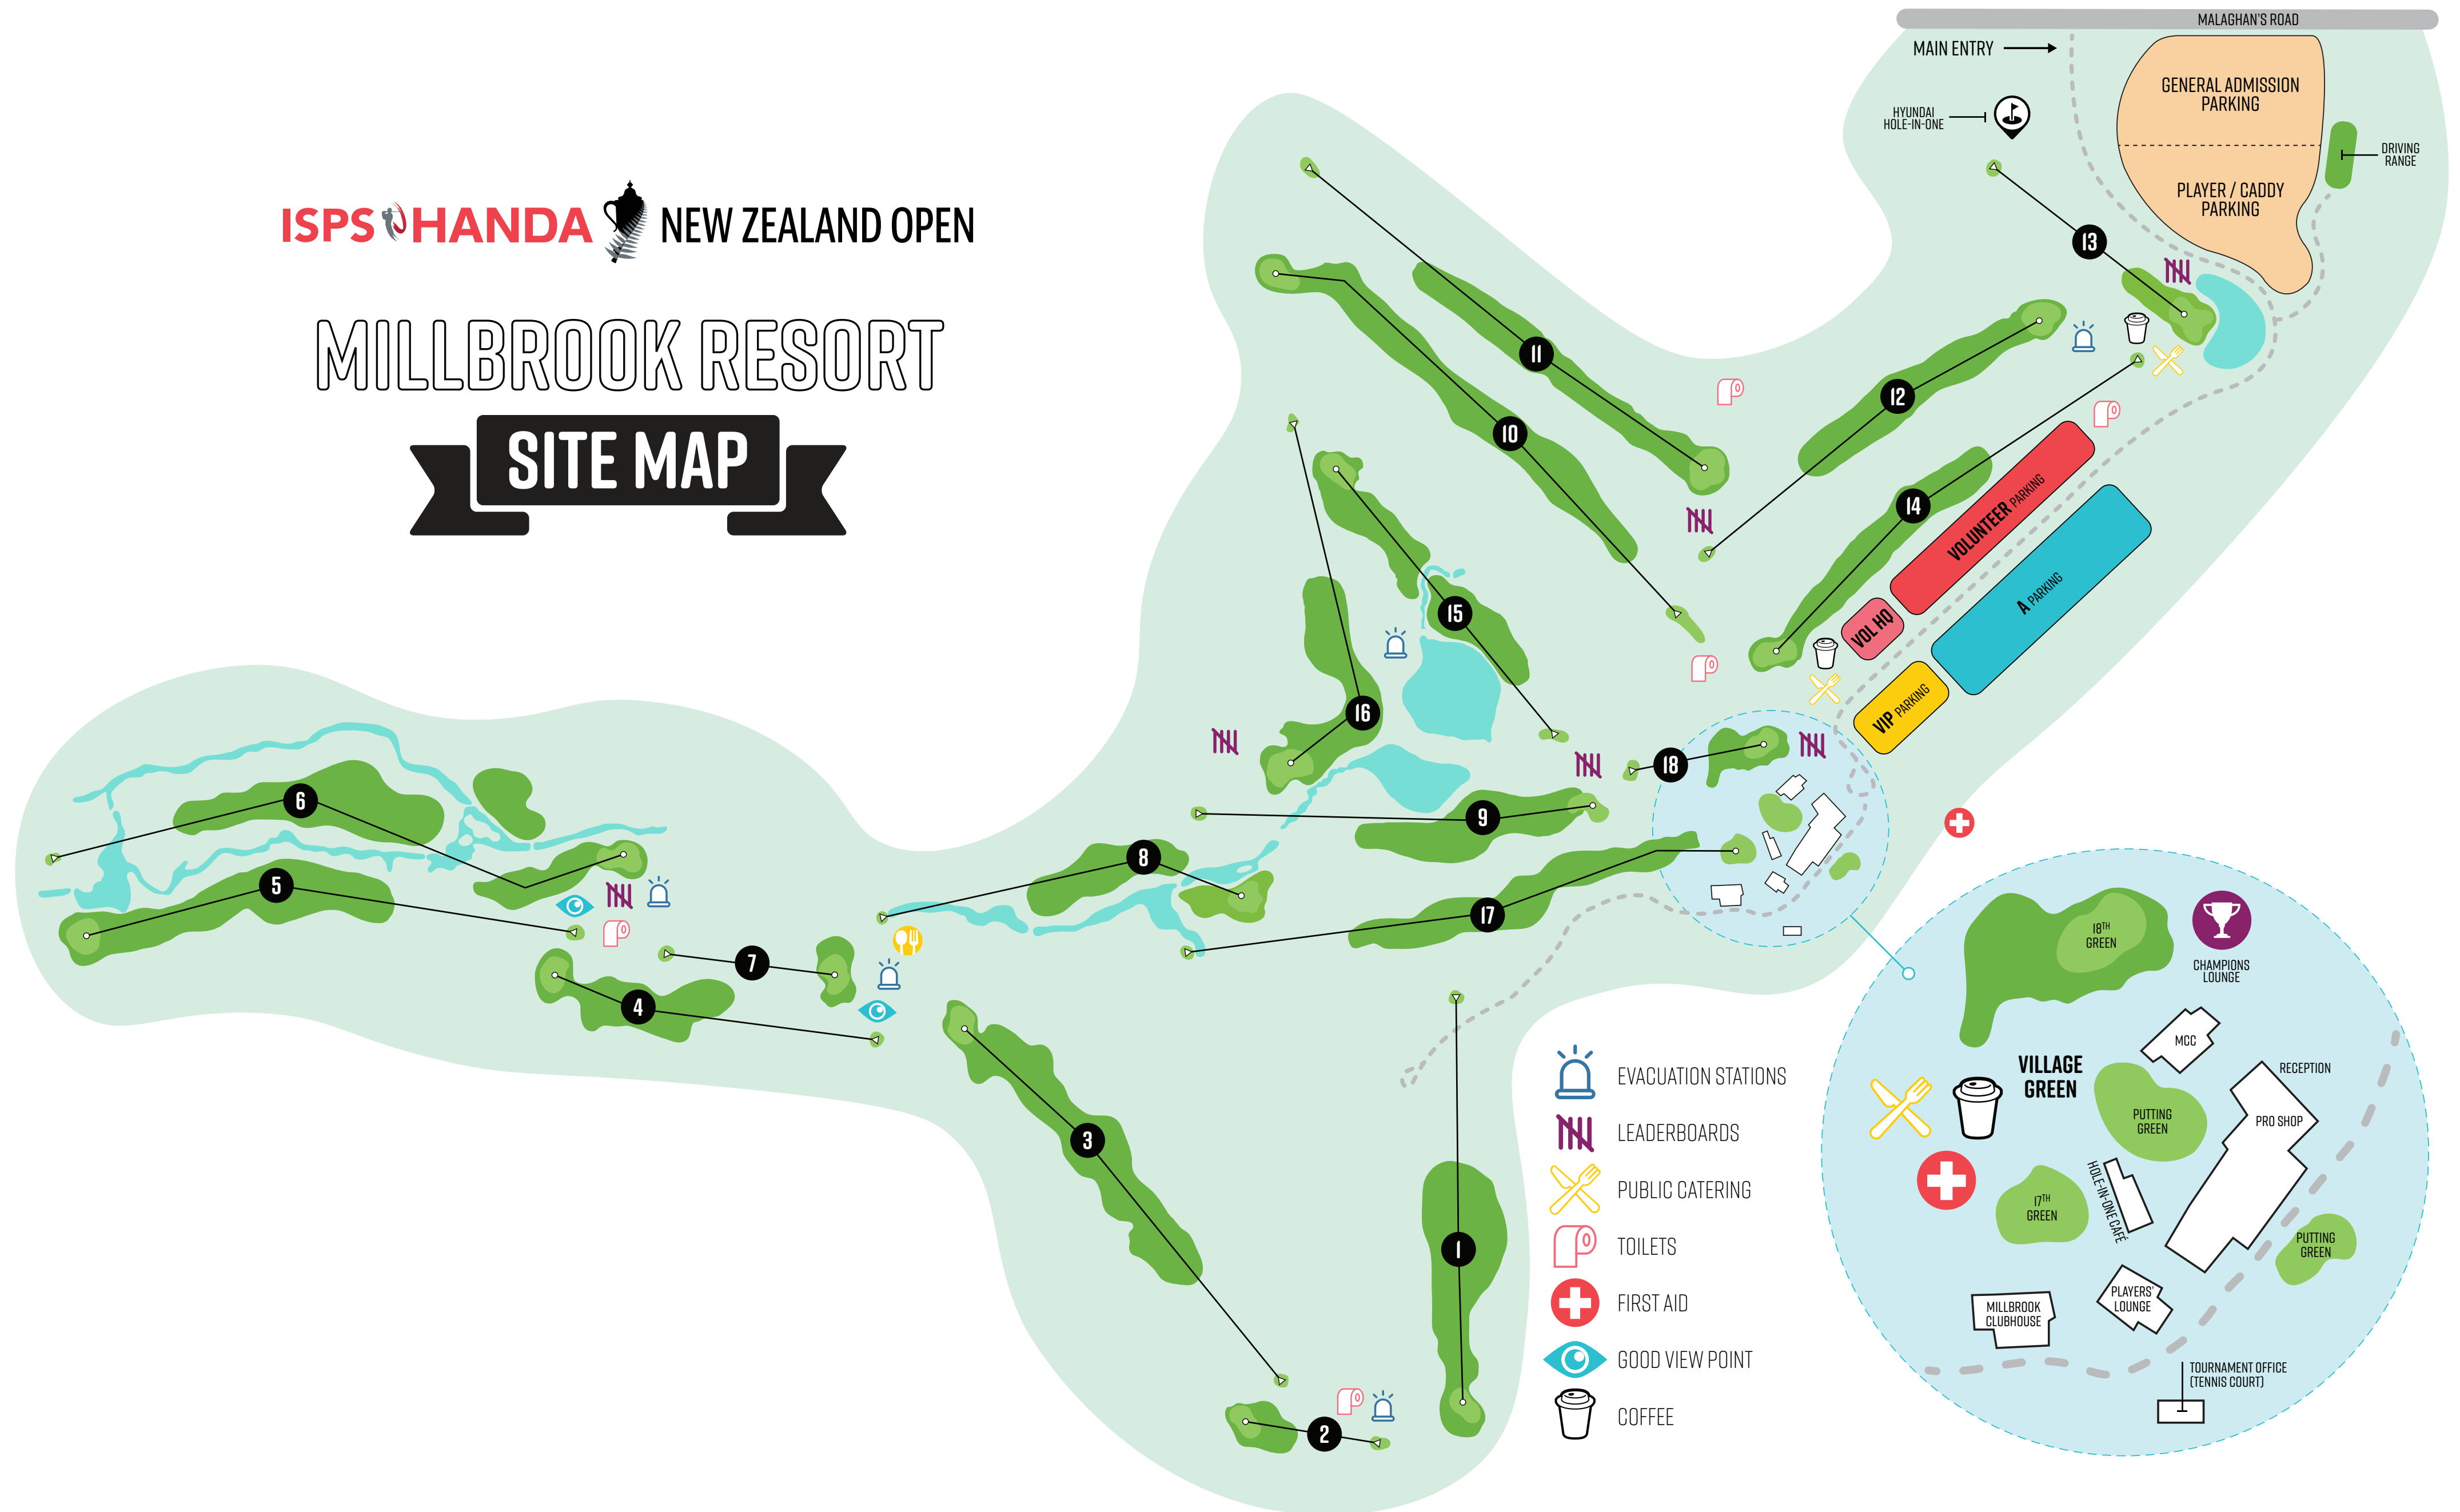 MALAGHAN'S ROAD
MAIN ENTRY
GENERAL ADMISSION
PARKING
HYUNDAI
HOLE-IN-ONE
DRIVING
RANGE
PLAYER / CADDY
PARKING
ISPS HANDA NEW ZEALAND OPEN
MILLBROOK RESORT
SITE MAP
13
11
12
10
14
VOLUNTEER PARKING
A PARKING
15
VOL HQ
16
VIP PARKING
18
6
9
8
5
17
7
4
3
1
2
EVACUATION STATIONS
LEADERBOARDS
PUBLIC CATERING
TOILETS
FIRST AID
GOOD VIEW POINT
COFFEE
18TH
GREEN
CHAMPIONS
LOUNGE
MCC
VILLAGE
GREEN
RECEPTION
PUTTING
GREEN
PRO SHOP
HOLE-IN-ONE CAFÉ
17TH
GREEN
PUTTING
GREEN
PLAYERS'
LOUNGE
MILLBROOK
CLUBHOUSE
TOURNAMENT OFFICE
(TENNIS COURT)